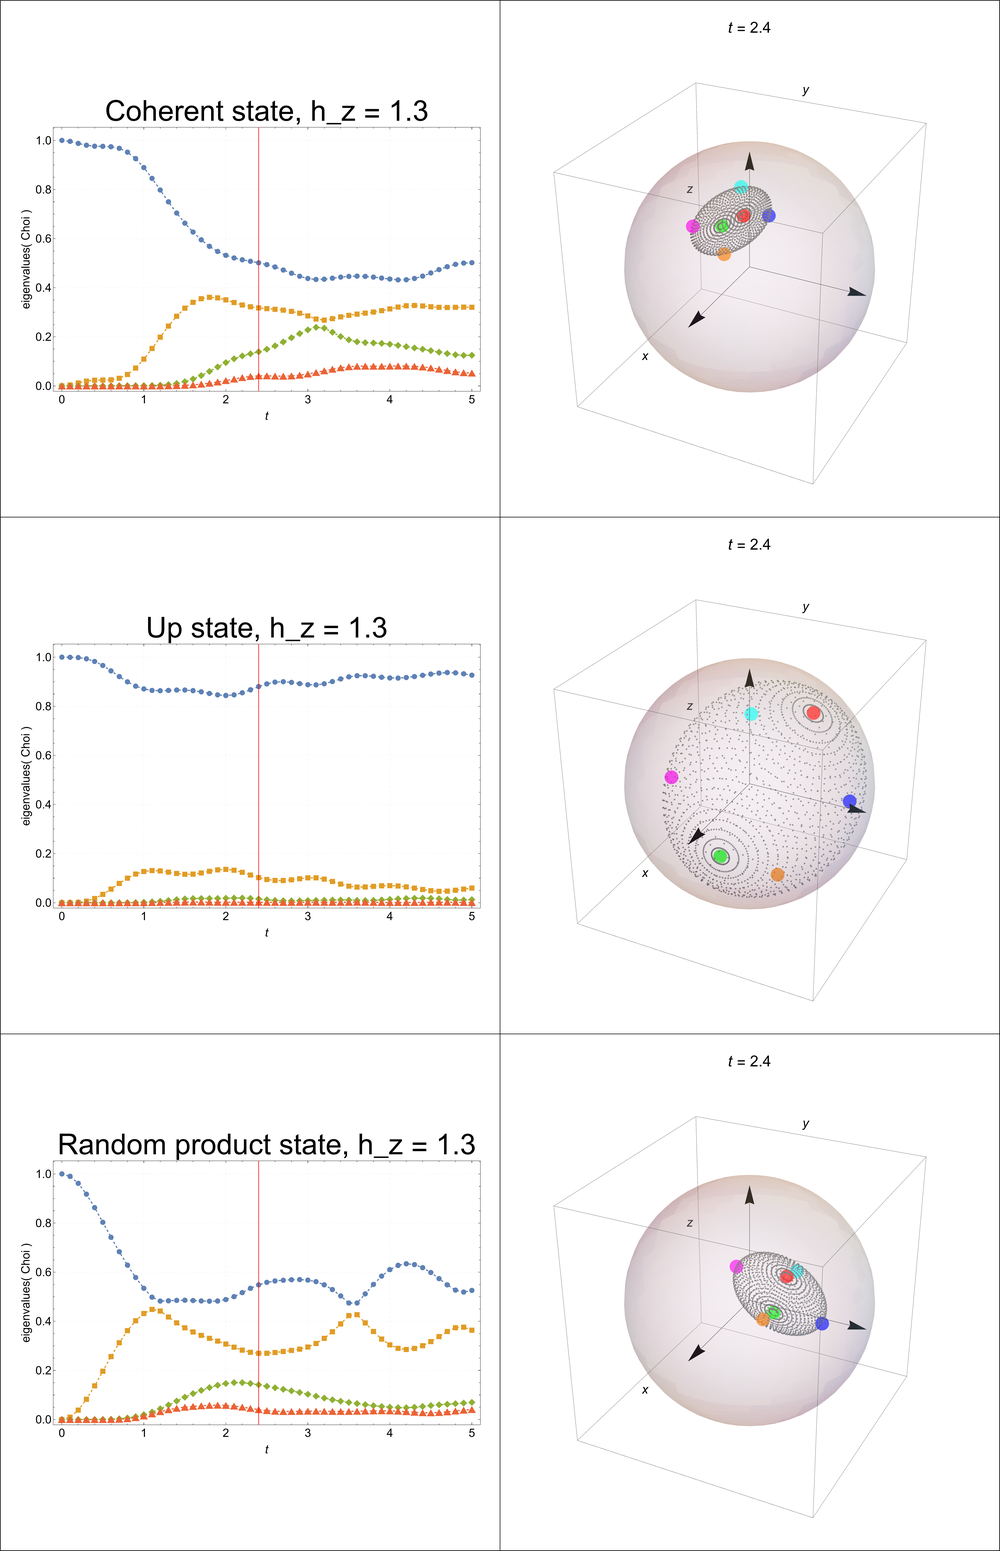 t = 2.4
Coherent state, h_z = 1.3
eigenvalues( Choi )
1.0
0.8
0.6
0.4
0.2
0.0
0 1 2 3 4 5
t
y
z
x
t = 2.4
Up state, h_z = 1.3
eigenvalues( Choi )
1.0
0.8
0.6
0.4
0.2
0.0
0 1 2 3 4 5
t
y
z
x
t = 2.4
Random product state, h_z = 1.3
eigenvalues( Choi )
1.0
0.8
0.6
0.4
0.2
0.0
0 1 2 3 4 5
t
y
z
x